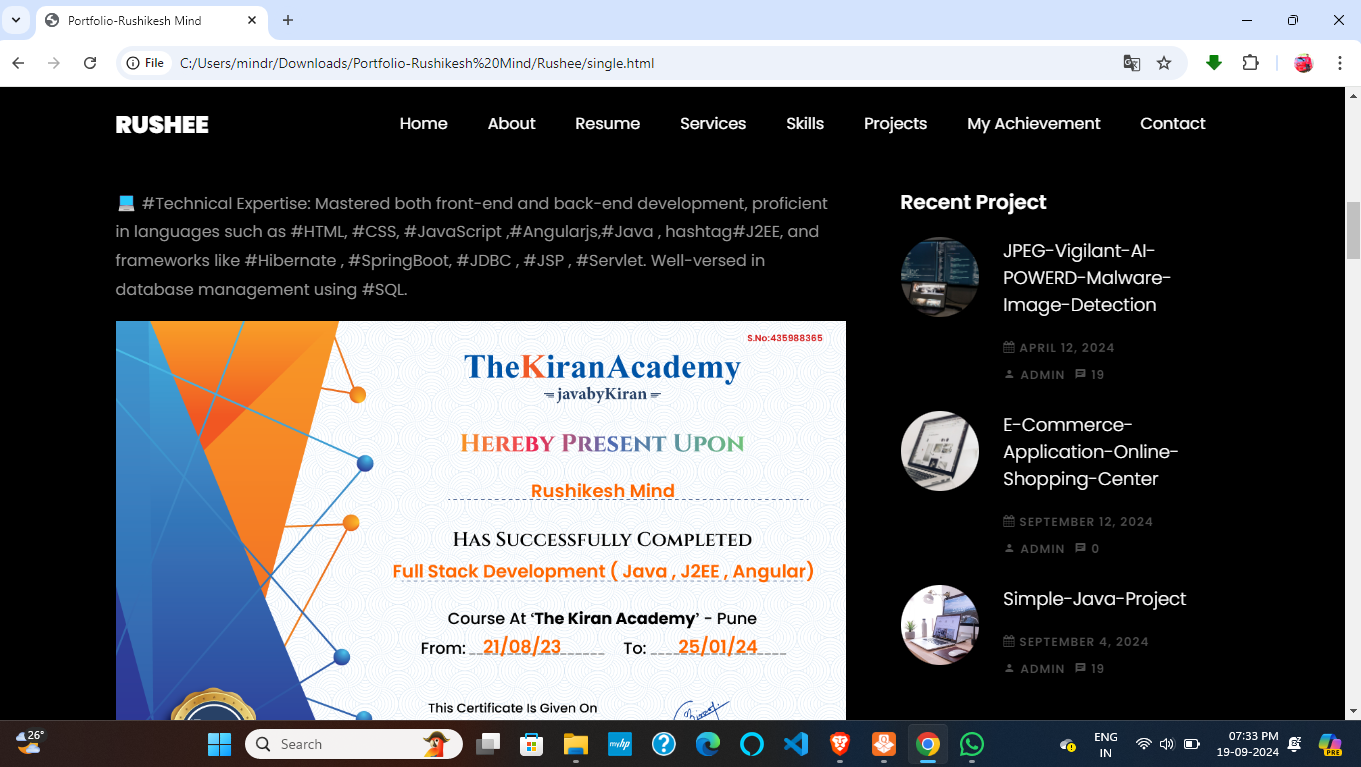 Portfolio-Rushikesh Mind
File
C:/Users/mindr/Downloads/Portfolio-Rushikesh%20Mind/Rushee/single.html
RUSHEE
Home
About
Resume
Services
Skills
Projects
My Achievement
Contact
#Technical Expertise: Mastered both front-end and back-end development, proficient
in languages such as #HTML, #CSS, #JavaScript ,#Angularjs,#Java , hashtag#J2EE, and
frameworks like #Hibernate , #SpringBoot, #JDBC , #JSP , #Servlet. Well-versed in
database management using #SQL.
S.No:435988365
TheKiranAcademy
javabyKiran
HEREBY PRESENT UPON
Rushikesh Mind
HAS SUCCESSFULLY COMPLETED
Full Stack Development ( Java , J2EE , Angular)
Course At ‘The Kiran Academy’ - Pune
From: 21/08/23 To: 25/01/24
This Certificate Is Given On
Recent Project
JPEG-Vigilant-AI-
POWERD-Malware-
Image-Detection
APRIL 12, 2024
ADMIN 19
E-Commerce-
Application-Online-
Shopping-Center
SEPTEMBER 12, 2024
ADMIN 0
Simple-Java-Project
SEPTEMBER 4, 2024
ADMIN 19
26°
Search
myhp
ENG
IN
07:33 PM
19-09-2024
PRE